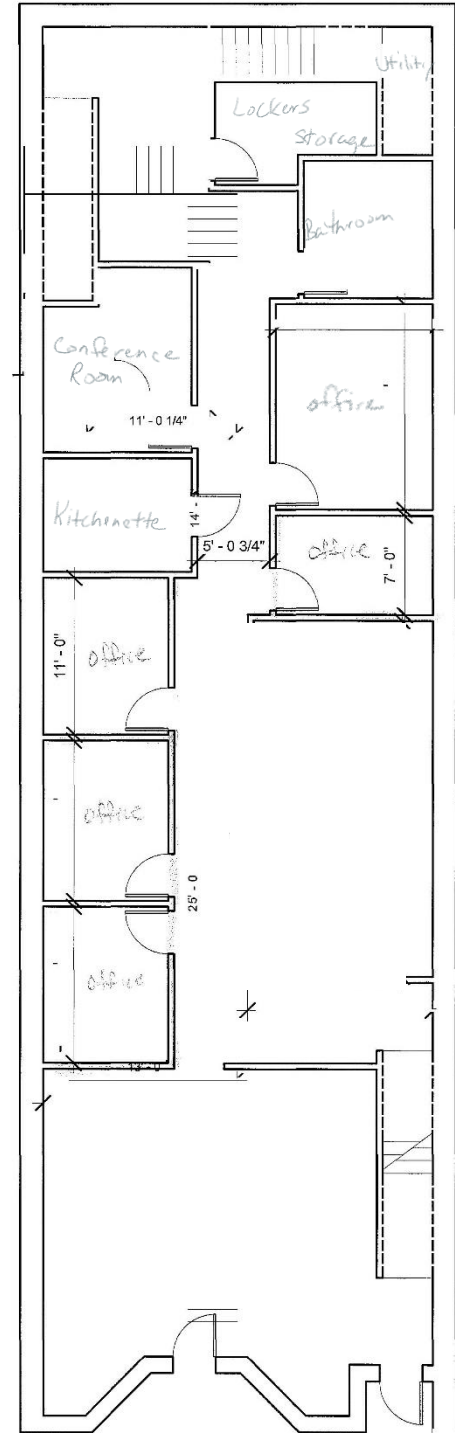 Utility
Lockers
Storage
Bathroom
Conference
Room
office
11' - 0 1/4"
Kitchenette
14' -
5' - 0 3/4"
office
7' - 0"
11' - 0"
office
office
25' - 0
office